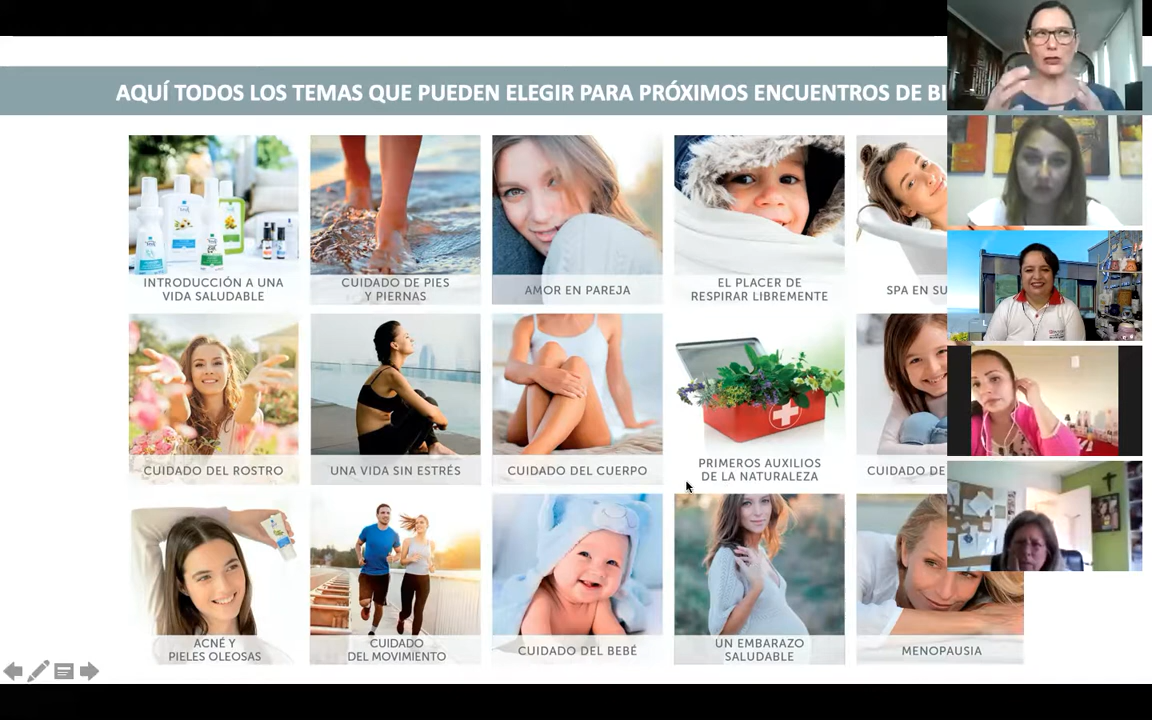 AQUÍ TODOS LOS TEMAS QUE PUEDEN ELEGIR PARA PRÓXIMOS ENCUENTROS DE
INTRODUCCIÓN A UNA
VIDA SALUDABLE
CUIDADO DE PIES
Y PIERNAS
AMOR EN PAREJA
EL PLACER DE
RESPIRAR LIBREMENTE
SPA EN SU
CUIDADO DEL ROSTRO
UNA VIDA SIN ESTRÉS
CUIDADO DEL CUERPO
PRIMEROS AUXILIOS
DE LA NATURALEZA
CUIDADO DE
ACNÉ Y
PIELES OLEOSAS
CUIDADO
DEL MOVIMIENTO
CUIDADO DEL BEBÉ
UN EMBARAZO
SALUDABLE
MENOPAUSIA